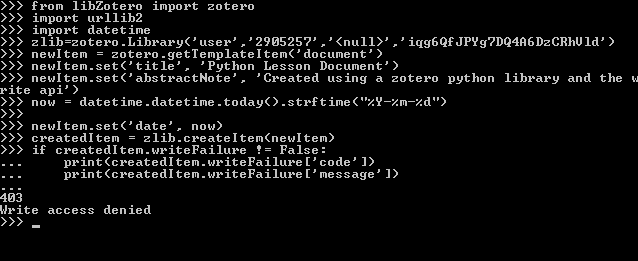 >>> from libZotero import zotero
>>> import urllib2
>>> import datetime
>>> zlib=zotero.Library('user','2905257','<null>','iqg6QfJPYg7DQ4A6DzCRhVld')
>>> newItem = zotero.getTemplateItem('document')
>>> newItem.set('title', 'Python Lesson Document')
>>> newItem.set('abstractNote', 'Created using a zotero python library and the w
rite api')
>>> now = datetime.datetime.today().strftime("%Y-%m-%d")
>>>
>>> newItem.set('date', now)
>>> createdItem = zlib.createItem(newItem)
>>> if createdItem.writeFailure != False:
...     print(createdItem.writeFailure['code'])
...     print(createdItem.writeFailure['message'])
...
403
Write access denied
>>> _